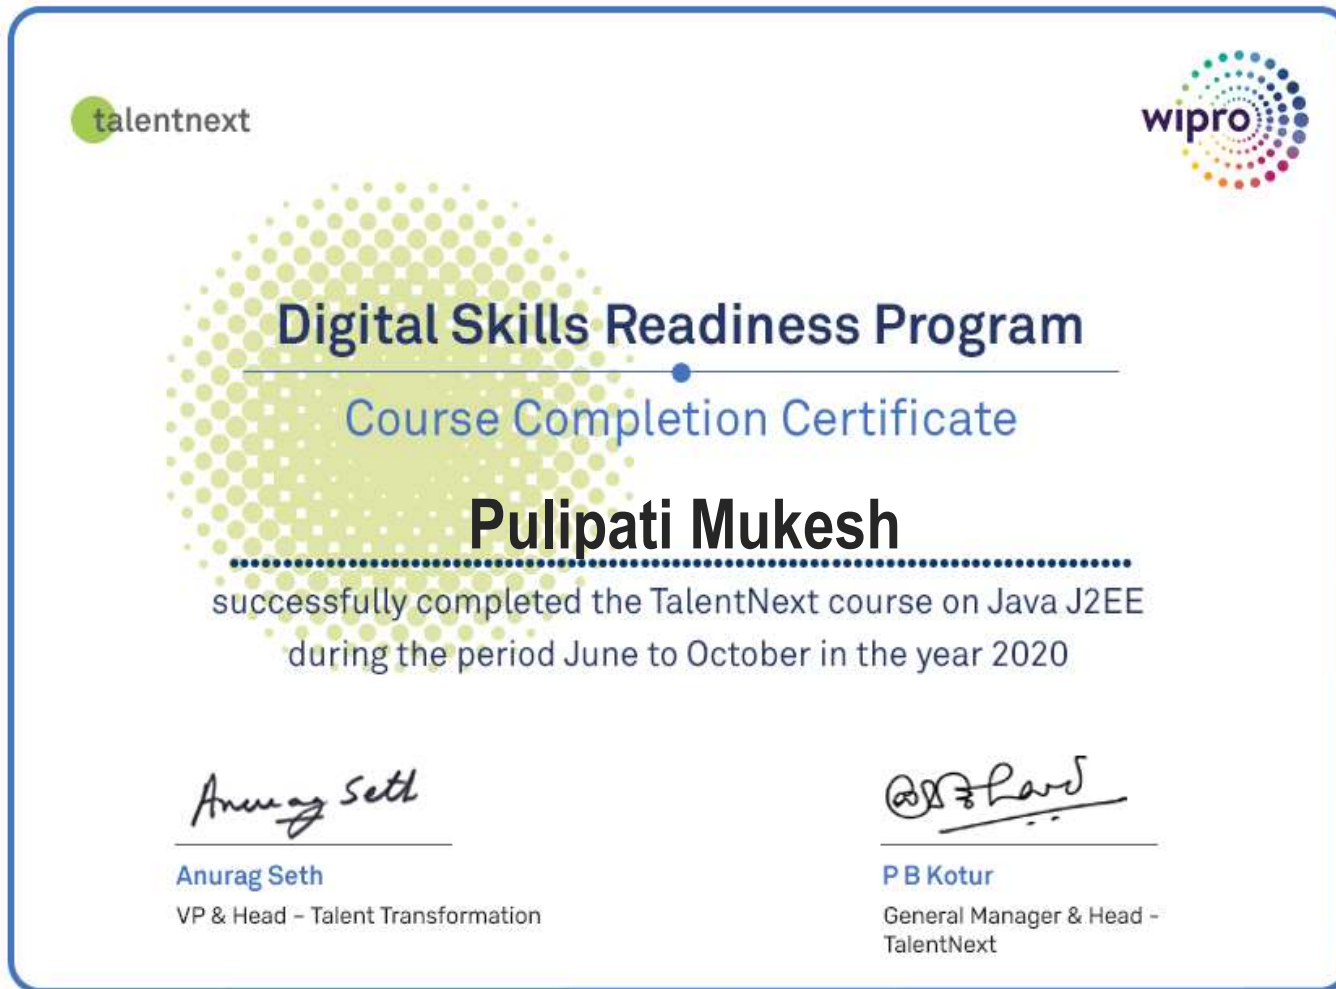 talentnext
wipro
Digital Skills Readiness Program
Course Completion Certificate
Pulipati Mukesh
successfully completed the TalentNext course on Java J2EE
during the period June to October in the year 2020
Anurag Seth
Anurag Seth
VP & Head – Talent Transformation
P B Kotur
General Manager & Head -
TalentNext